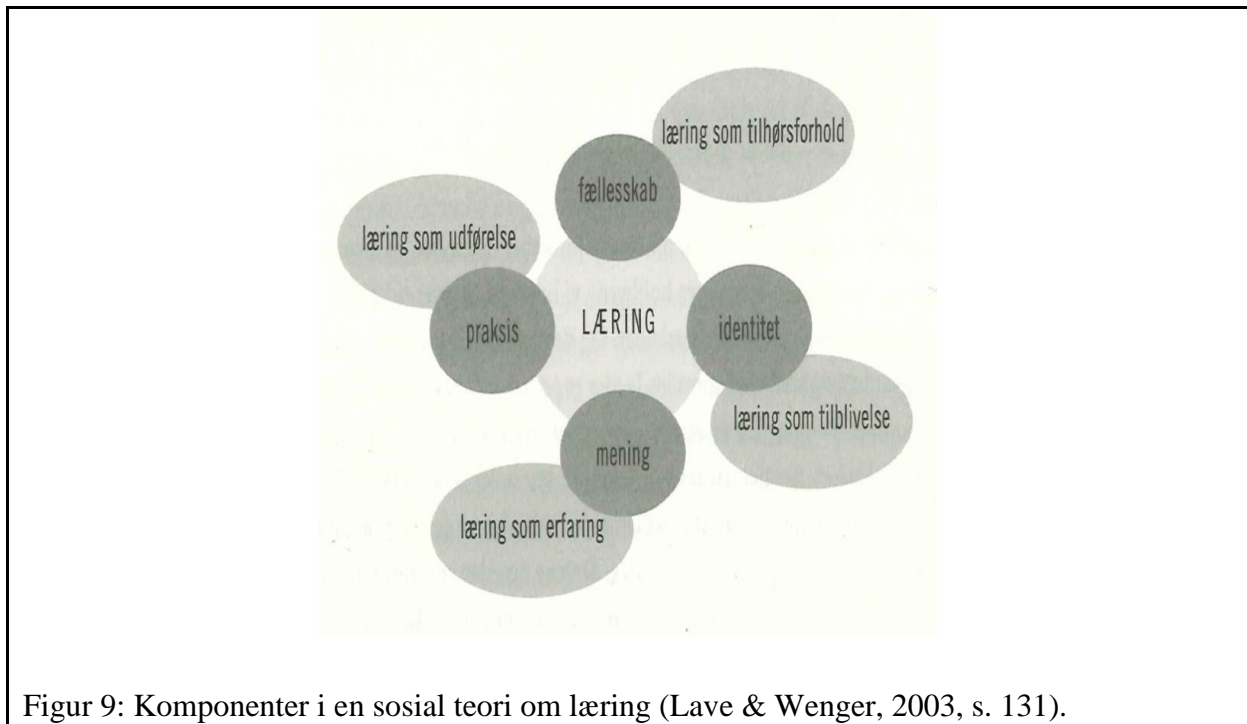 læring som tilhørsforhold
fællesskab
læring som udførelse
praksis
LÆRING
identitet
læring som tilblivelse
mening
læring som erfaring
Figur 9: Komponenter i en sosial teori om læring (Lave & Wenger, 2003, s. 131).